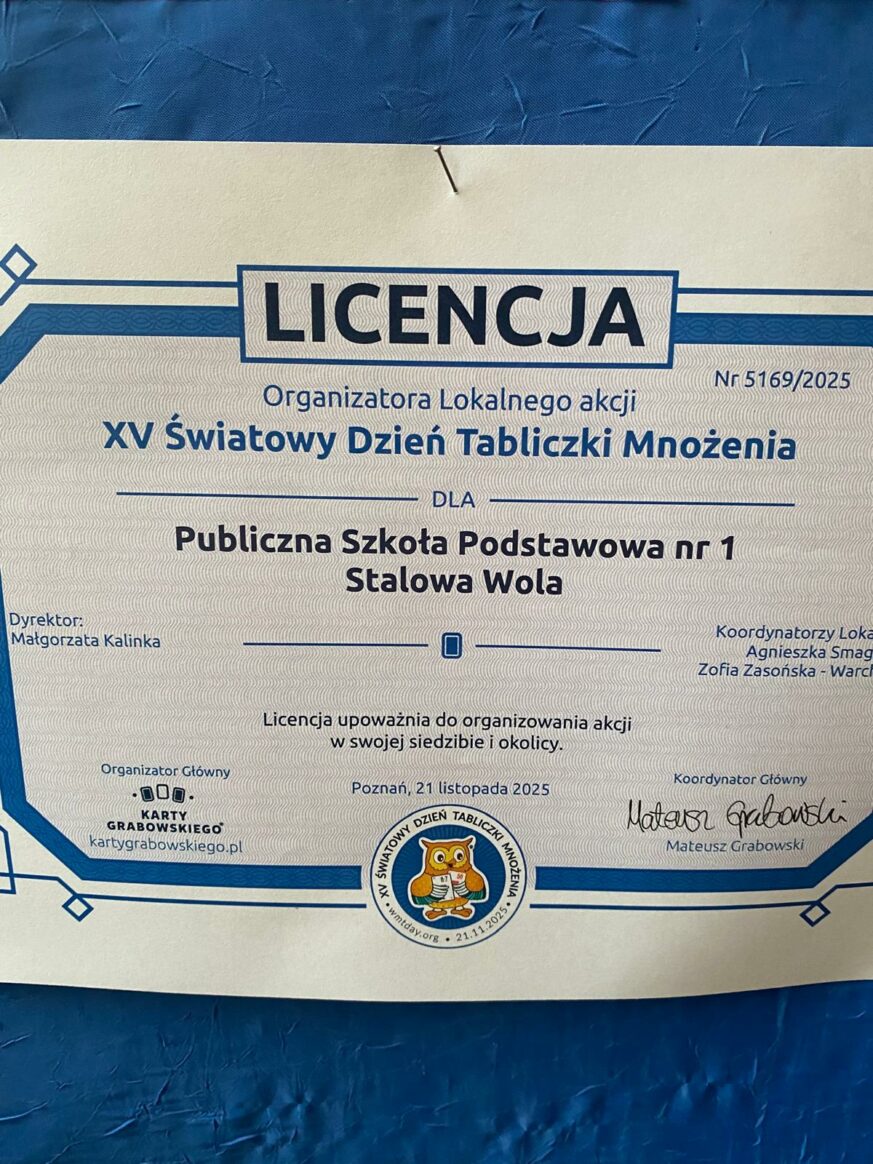 LICENCJA
Nr 5169/2025
Organizatora Lokalnego akcji
XV Światowy Dzień Tabliczki Mnożenia
DLA
Publiczna Szkoła Podstawowa nr 1
Stalowa Wola
Dyrektor:
Małgorzata Kalinka
Koordynatorzy
Agnieszka
Zofia Zasońska -
Licencja upoważnia do organizowania akcji
w swojej siedzibie i okolicy.
Organizator Główny
KARTY
GRABOWSKIEGO
kartygrabowskiego.pl
Poznań, 21 listopada 2025
Koordynator Główny
Mateusz Grabowski
Mateusz Grabowski
XV ŚWIATOWY DZIEŃ TABLICZKI MNOŻENIA
wmtday.org • 21.11.2025